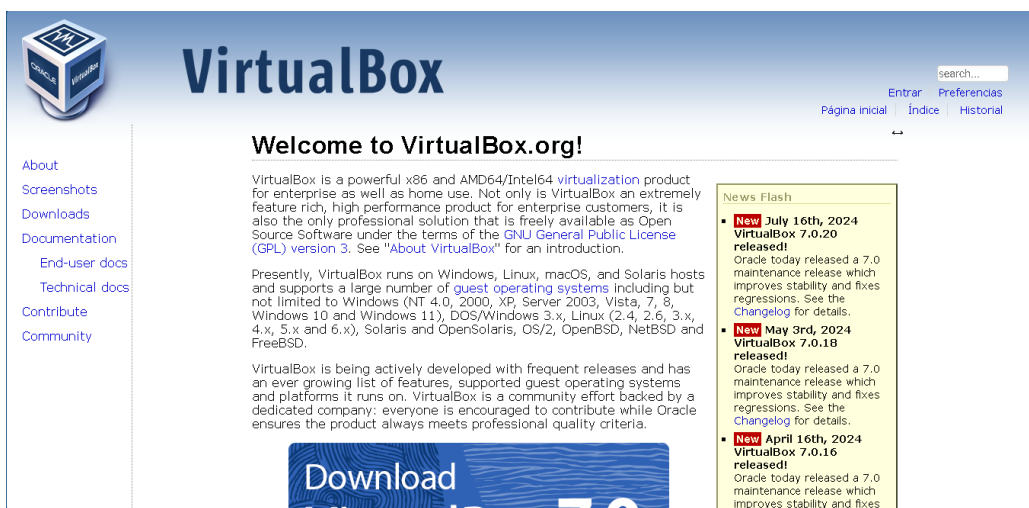 ORACLE
VirtualBox
VirtualBox
search...
Entrar Preferencias
Página inicial Índice Historial
About
Screenshots
Downloads
Documentation
End-user docs
Technical docs
Contribute
Community
Welcome to VirtualBox.org!
VirtualBox is a powerful x86 and AMD64/Intel64 virtualization product
for enterprise as well as home use. Not only is VirtualBox an extremely
feature rich, high performance product for enterprise customers, it is
also the only professional solution that is freely available as Open
Source Software under the terms of the GNU General Public License
(GPL) version 3. See "About VirtualBox" for an introduction.
Presently, VirtualBox runs on Windows, Linux, macOS, and Solaris hosts
and supports a large number of guest operating systems including but
not limited to Windows (NT 4.0, 2000, XP, Server 2003, Vista, 7, 8,
Windows 10 and Windows 11), DOS/Windows 3.x, Linux (2.4, 2.6, 3.x,
4.x, 5.x and 6.x), Solaris and OpenSolaris, OS/2, OpenBSD, NetBSD and
FreeBSD.
VirtualBox is being actively developed with frequent releases and has
an ever growing list of features, supported guest operating systems
and platforms it runs on. VirtualBox is a community effort backed by a
dedicated company: everyone is encouraged to contribute while Oracle
ensures the product always meets professional quality criteria.
Download
News Flash
New July 16th, 2024
VirtualBox 7.0.20
released!
Oracle today released a 7.0
maintenance release which
improves stability and fixes
regressions. See the
Changelog for details.
New May 3rd, 2024
VirtualBox 7.0.18
released!
Oracle today released a 7.0
maintenance release which
improves stability and fixes
regressions. See the
Changelog for details.
New April 16th, 2024
VirtualBox 7.0.16
released!
Oracle today released a 7.0
maintenance release which
improves stability and fixes